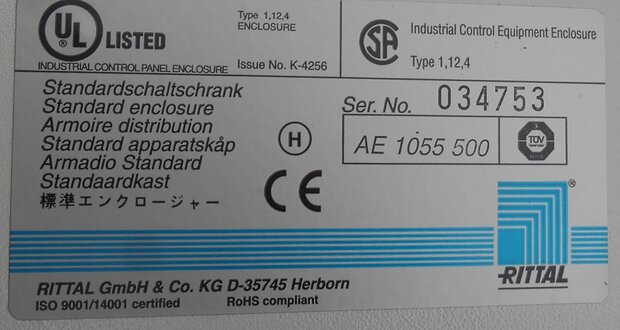 UL LISTED
INDUSTRIAL CONTROL PANEL ENCLOSURE
Type 1,12,4
ENCLOSURE
Issue No. K-4256
SA
Industrial Control Equipment Enclosure
Type 1,12,4
Standardschaltschrank
Standard enclosure
Armoire distribution
Standard apparatskåp
Armadio Standard
Standaardkast
標準エンクロージャー
H
CE
Ser. No. 034753
AE 1055 500
TÜV
RITTAL®
RITTAL GmbH & Co. KG D-35745 Herborn
ISO 9001/14001 certified RoHS compliant